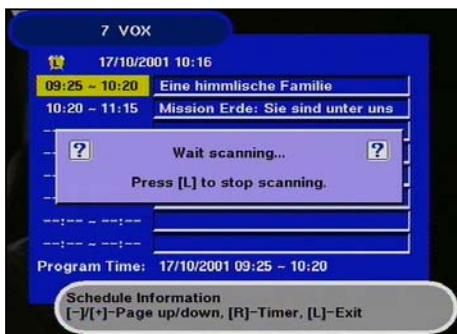 7 VOX
17/10/2001 10:16
09:25 ~ 10:20 Eine himmlische Familie
10:20 ~ 11:15 Mission Erde: Sie sind unter uns
? Wait scanning... ?
Press [L] to stop scanning.
--:-- ~ --:--
--:-- ~ --:--
Program Time: 17/10/2001 09:25 ~ 10:20
Schedule Information
[-]/[+]-Page up/down, [R]-Timer, [L]-Exit